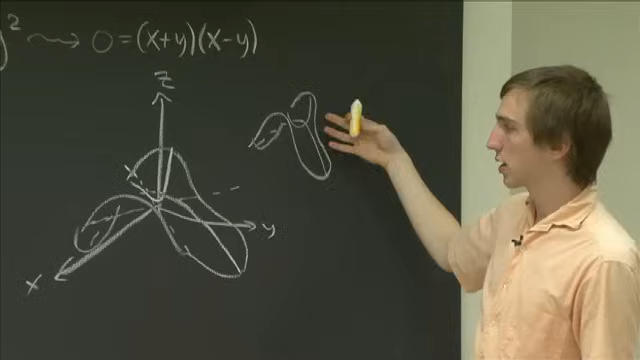 y² ⇝ 0 = (x+y)(x-y)
z
y
x